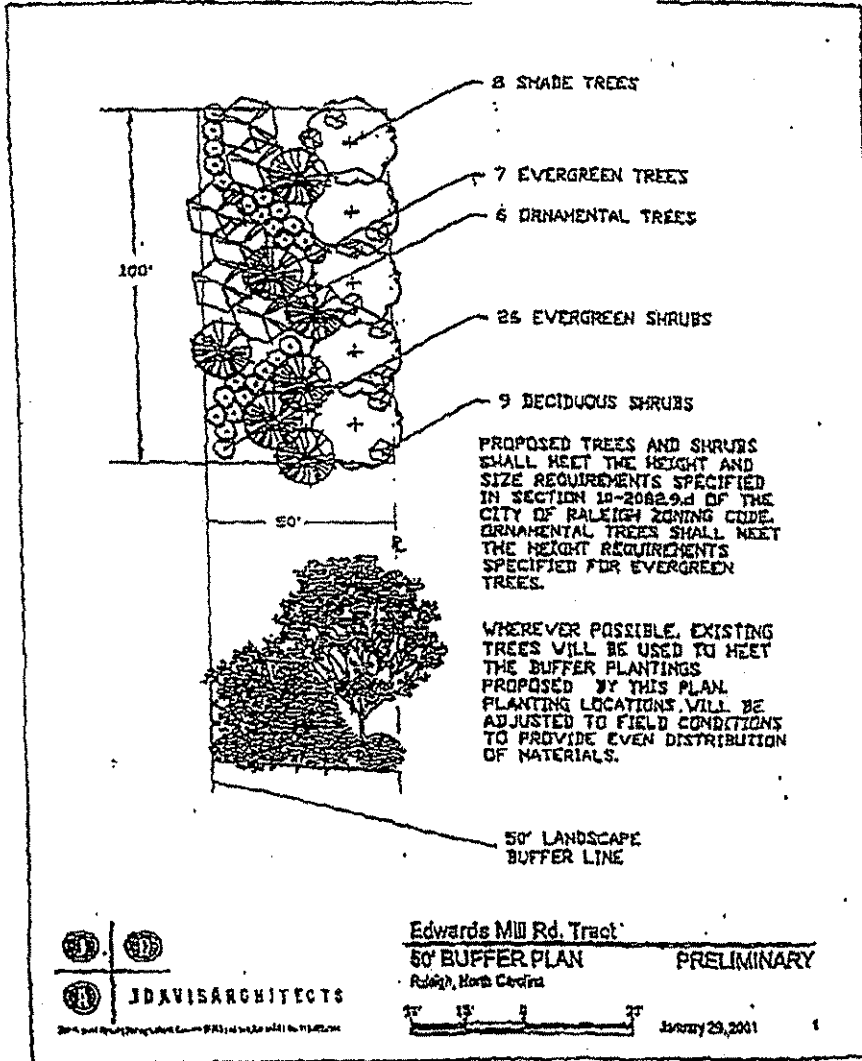 8 SHADE TREES
7 EVERGREEN TREES
6 ORNAMENTAL TREES
100'
25 EVERGREEN SHRUBS
9 DECIDUOUS SHRUBS
PROPOSED TREES AND SHRUBS
SHALL MEET THE HEIGHT AND
SIZE REQUIREMENTS SPECIFIED
IN SECTION 10-2082.9.d OF THE
CITY OF RALEIGH ZONING CODE.
ORNAMENTAL TREES SHALL MEET
THE HEIGHT REQUIREMENTS
SPECIFIED FOR EVERGREEN
TREES.
50'
WHEREVER POSSIBLE, EXISTING
TREES WILL BE USED TO MEET
THE BUFFER PLANTINGS
PROPOSED BY THIS PLAN.
PLANTING LOCATIONS WILL BE
ADJUSTED TO FIELD CONDITIONS
TO PROVIDE EVEN DISTRIBUTION
OF MATERIALS.
50' LANDSCAPE
BUFFER LINE
JDAVISARCHITECTS
Edwards Mill Rd. Tract
50' BUFFER PLAN PRELIMINARY
Raleigh, North Carolina
January 29, 2001 1